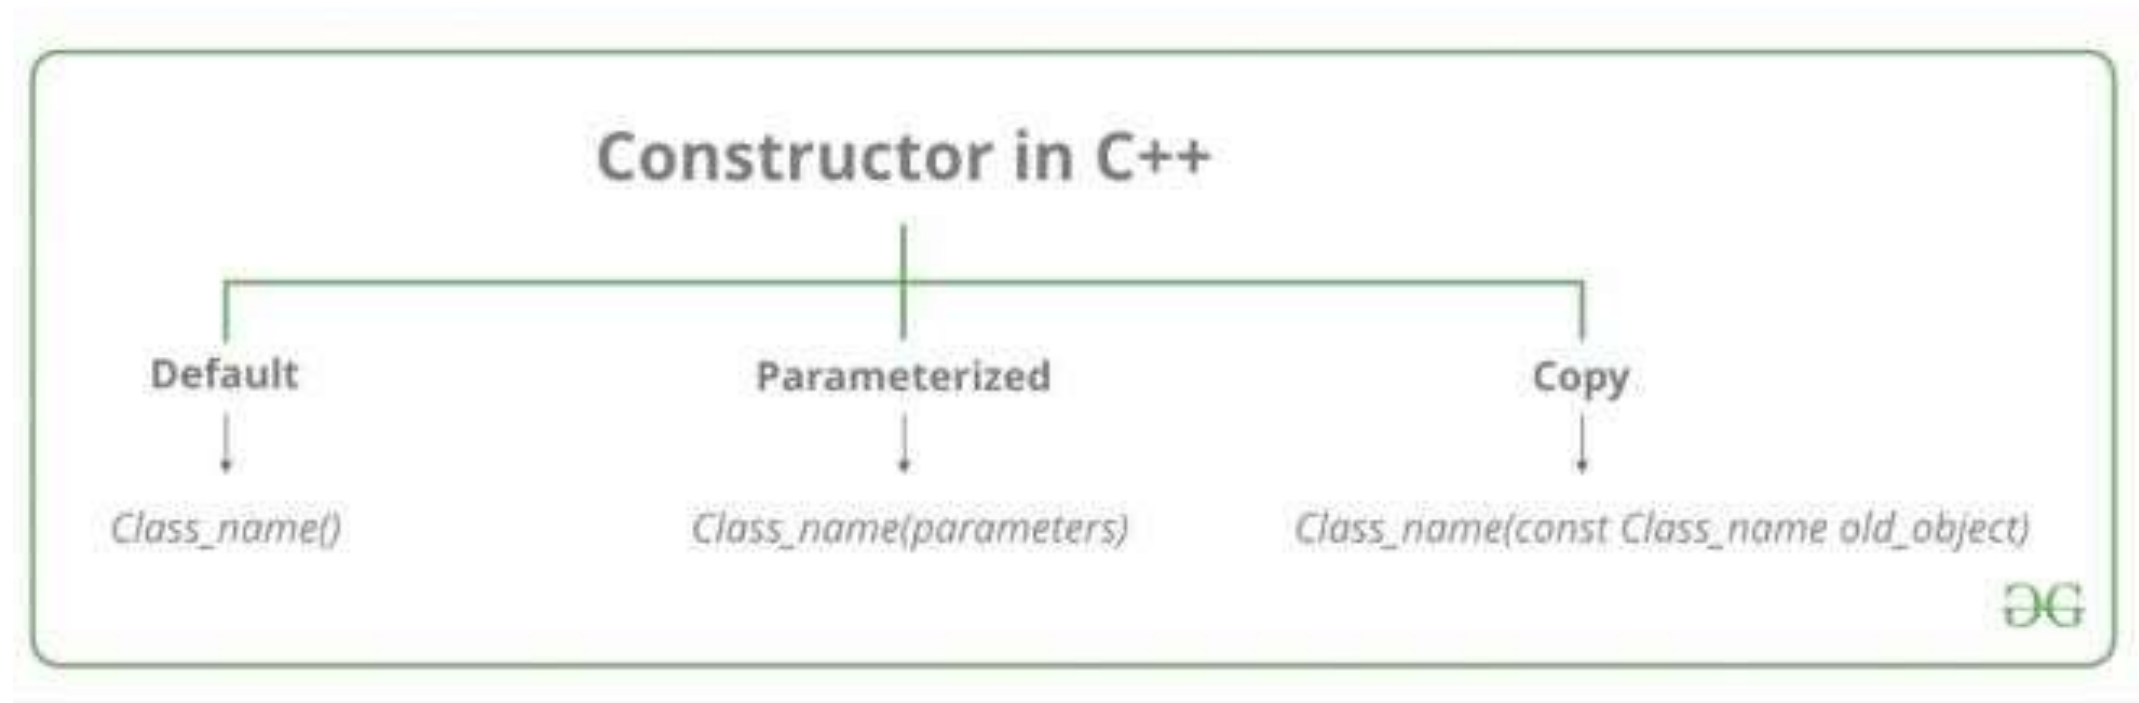 Constructor in C++
Default Parameterized Copy
Class_name() Class_name(parameters) Class_name(const Class_name old_object)